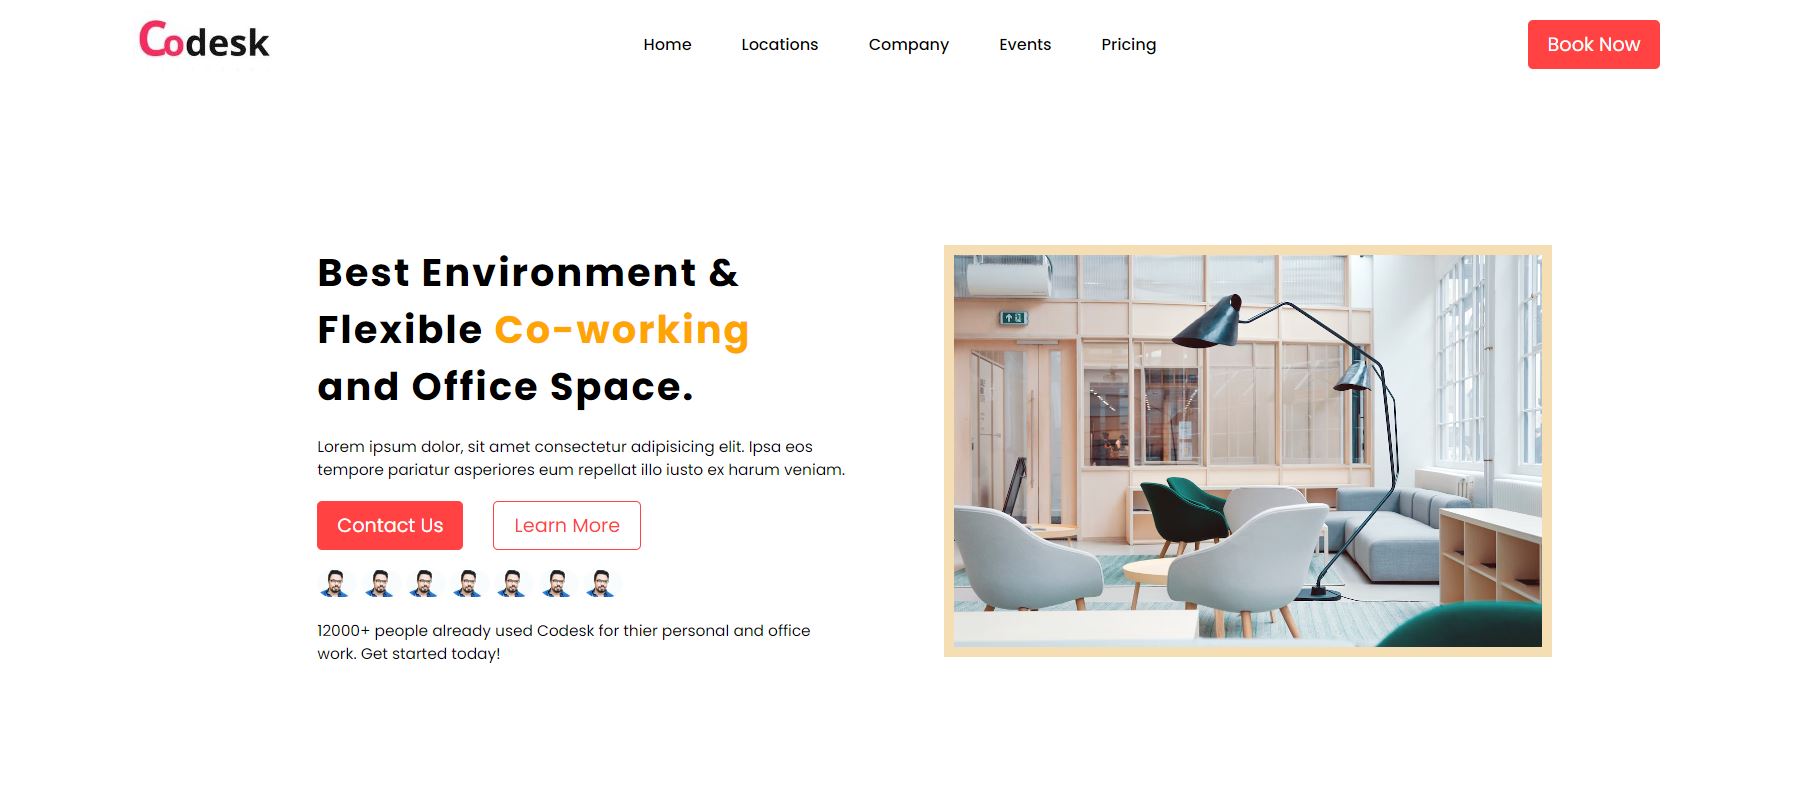 Codesk
Home Locations Company Events Pricing
Book Now
Best Environment &
Flexible Co-working
and Office Space.
Lorem ipsum dolor, sit amet consectetur adipisicing elit. Ipsa eos
tempore pariatur asperiores eum repellat illo iusto ex harum veniam.
Contact Us Learn More
12000+ people already used Codesk for thier personal and office
work. Get started today!